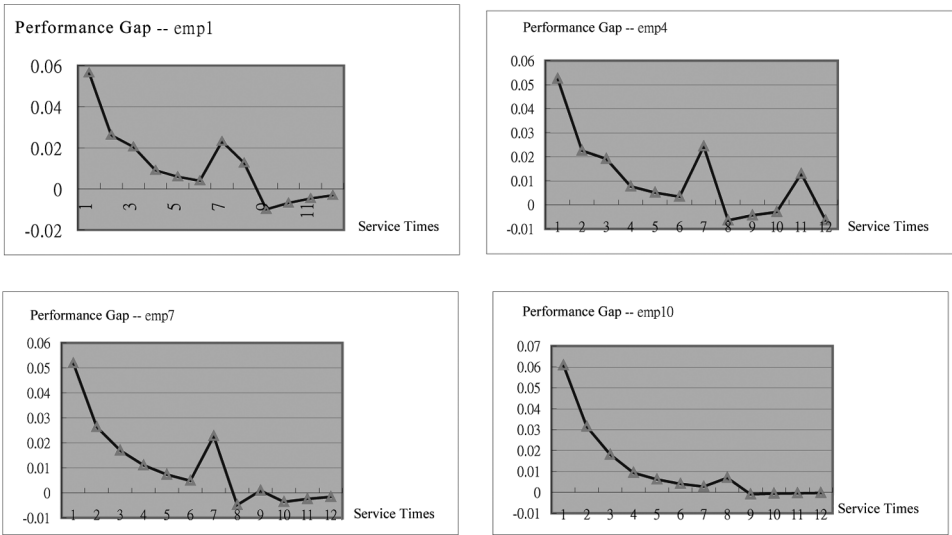 Performance Gap -- emp1
0.06
0.04
0.02
0
-0.02
1 3 5 7 9 11
Service Times
Performance Gap -- emp4
0.06
0.05
0.04
0.03
0.02
0.01
0
-0.01
1 2 3 4 5 6 7 8 9 10 11 12
Service Times
Performance Gap -- emp7
0.06
0.05
0.04
0.03
0.02
0.01
0
-0.01
1 2 3 4 5 6 7 8 9 10 11 12
Service Times
Performance Gap -- emp10
0.07
0.06
0.05
0.04
0.03
0.02
0.01
0
-0.01
1 2 3 4 5 6 7 8 9 10 11 12
Service Times